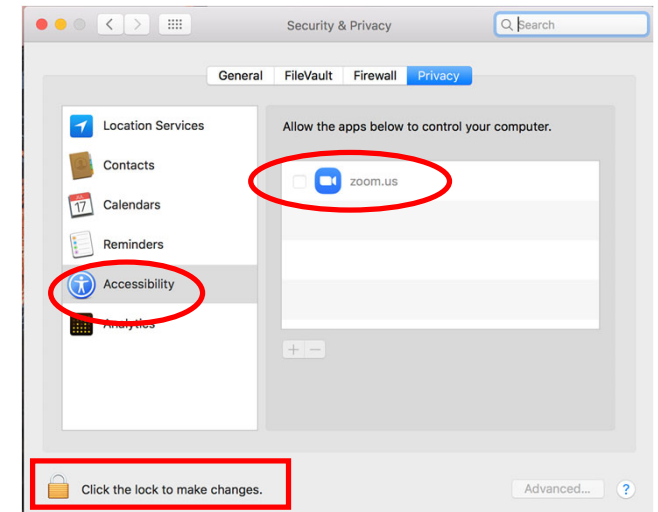 Security & Privacy
Search
General FileVault Firewall Privacy
Location Services
Contacts
17
Calendars
Reminders
Accessibility
Analytics
Allow the apps below to control your computer.
zoom.us
+ −
Click the lock to make changes.
Advanced...
?